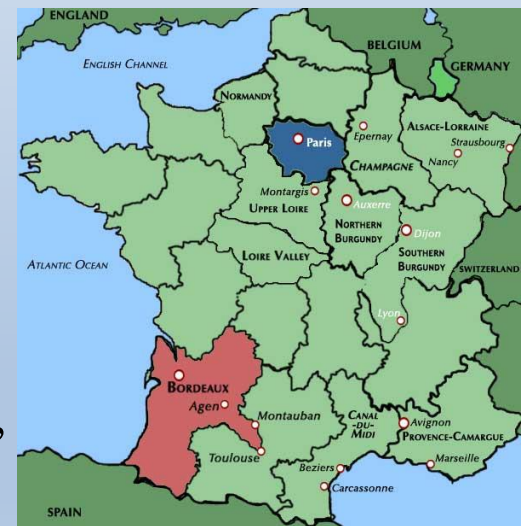 ENGLAND
BELGIUM
ENGLISH CHANNEL
GERMANY
NORMANDY
Paris
Epernay
ALSACE-LORRAINE
Strausbourg
Nancy
CHAMPAGNE
Montargis
UPPER LOIRE
Auxerre
NORTHERN
BURGUNDY
Dijon
LOIRE VALLEY
SOUTHERN
BURGUNDY
SWITZERLAND
ATLANTIC OCEAN
Lyon
BORDEAUX
Agen
Montauban
CANAL
-DU-
MIDI
Avignon
PROVENCE-CAMARGUE
Toulouse
Beziers
Marseille
Carcassonne
SPAIN
,